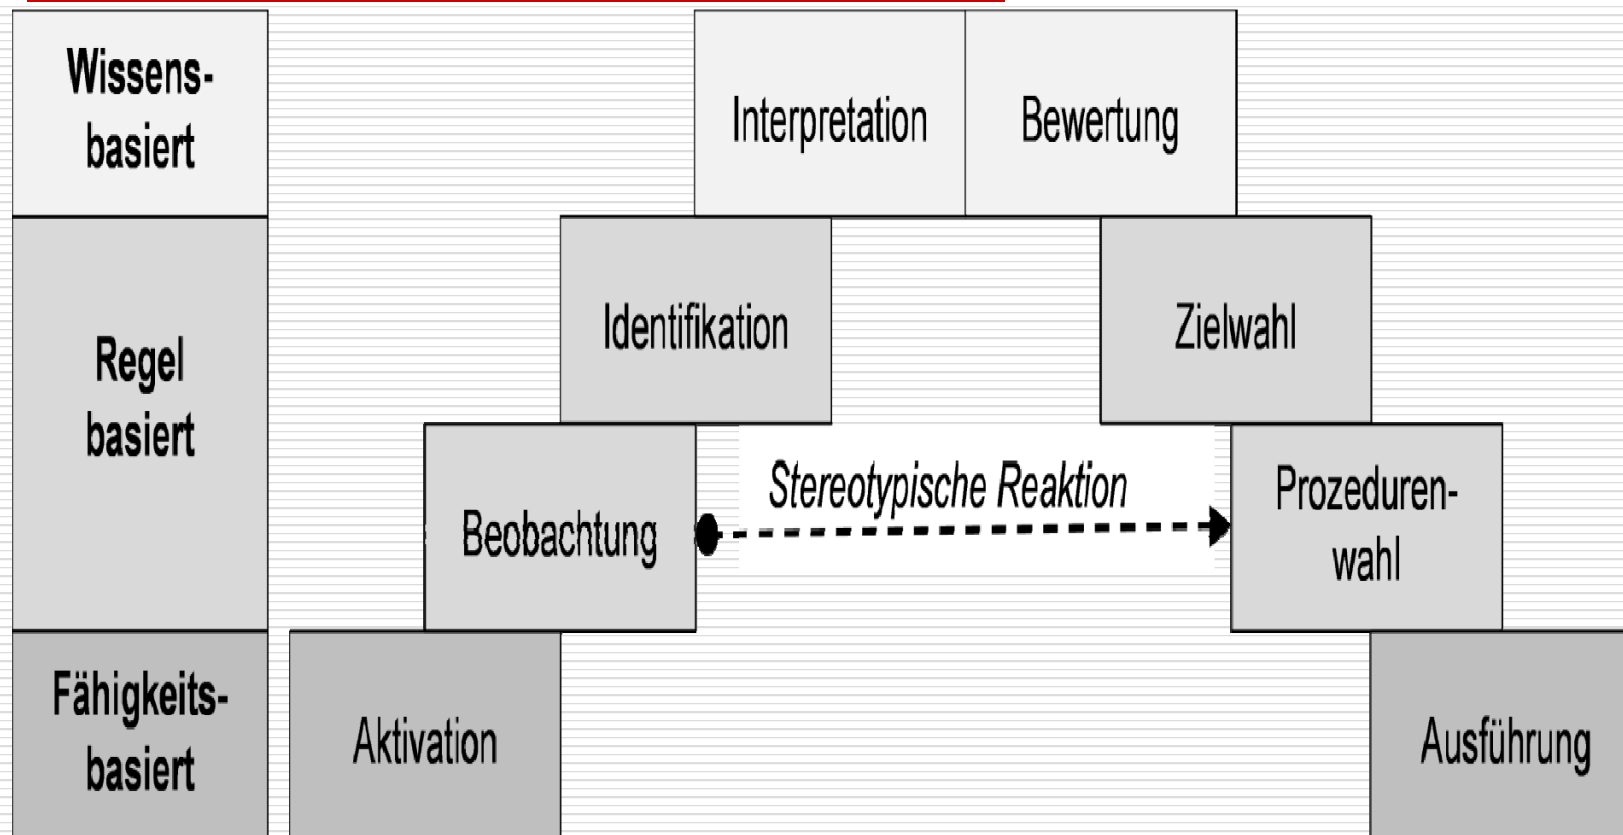 Wissens-
basiert
Interpretation
Bewertung
Regel
basiert
Identifikation
Zielwahl
Beobachtung
Stereotypische Reaktion
Prozeduren-
wahl
Fähigkeits-
basiert
Aktivation
Ausführung